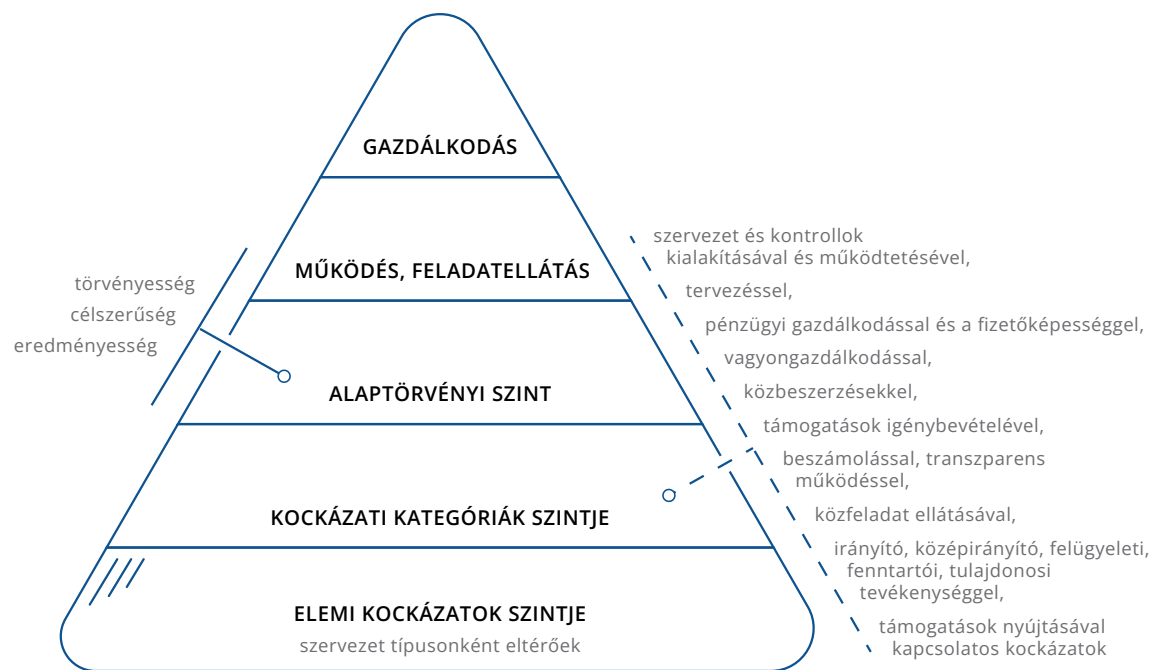 GAZDÁLKODÁS
MŰKÖDÉS, FELADATELLÁTÁS
törvényesség
célszerűség
eredményesség
ALAPTÖRVÉNYI SZINT
KOCKÁZATI KATEGÓRIÁK SZINTJE
ELEMI KOCKÁZATOK SZINTJE
szervezet típusonként eltérőek
szervezet és kontrollok
kialakításával és működtetésével,
tervezéssel,
pénzügyi gazdálkodással és a fizetőképességgel,
vagyongazdálkodással,
közbeszerzésekkel,
támogatások igénybevételével,
beszámolással, transzparens
működéssel,
közfeladat ellátásával,
irányító, középirányító, felügyeleti,
fenntartói, tulajdonosi
tevékenységgel,
támogatások nyújtásával
kapcsolatos kockázatok